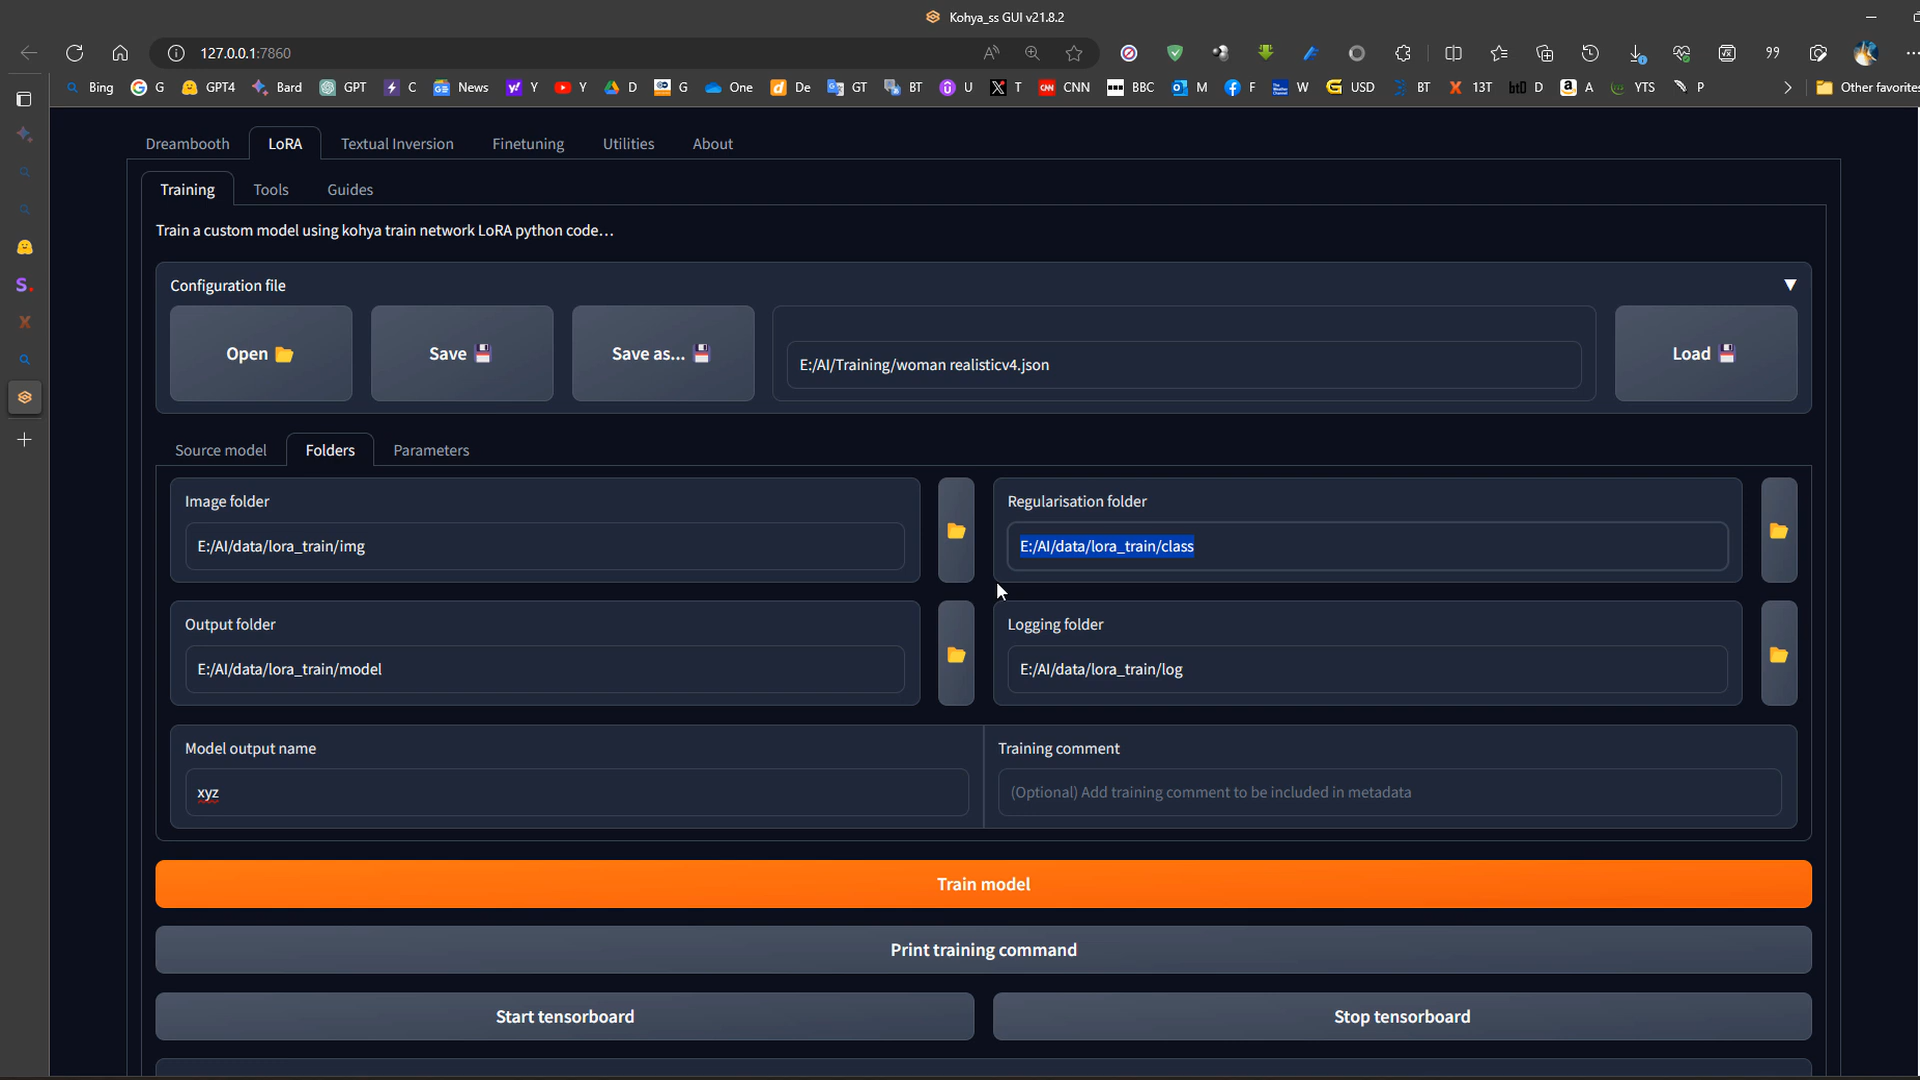 Kohya_ss GUI v21.8.2
127.0.0.1:7860
Bing G GPT4 Bard GPT C News Y Y D G One De GT BT U T CNN BBC M F W USD BT 13T D A YTS P Other favorites
Dreambooth LoRA Textual Inversion Finetuning Utilities About
Training Tools Guides
Train a custom model using kohya train network LoRA python code...
Configuration file ▼
Open Save Save as... E:/AI/Training/woman realisticv4.json Load
Source model Folders Parameters
Image folder Regularisation folder
E:/AI/data/lora_train/img E:/AI/data/lora_train/class
Output folder Logging folder
E:/AI/data/lora_train/model E:/AI/data/lora_train/log
Model output name Training comment
xyz (Optional) Add training comment to be included in metadata
Train model
Print training command
Start tensorboard Stop tensorboard